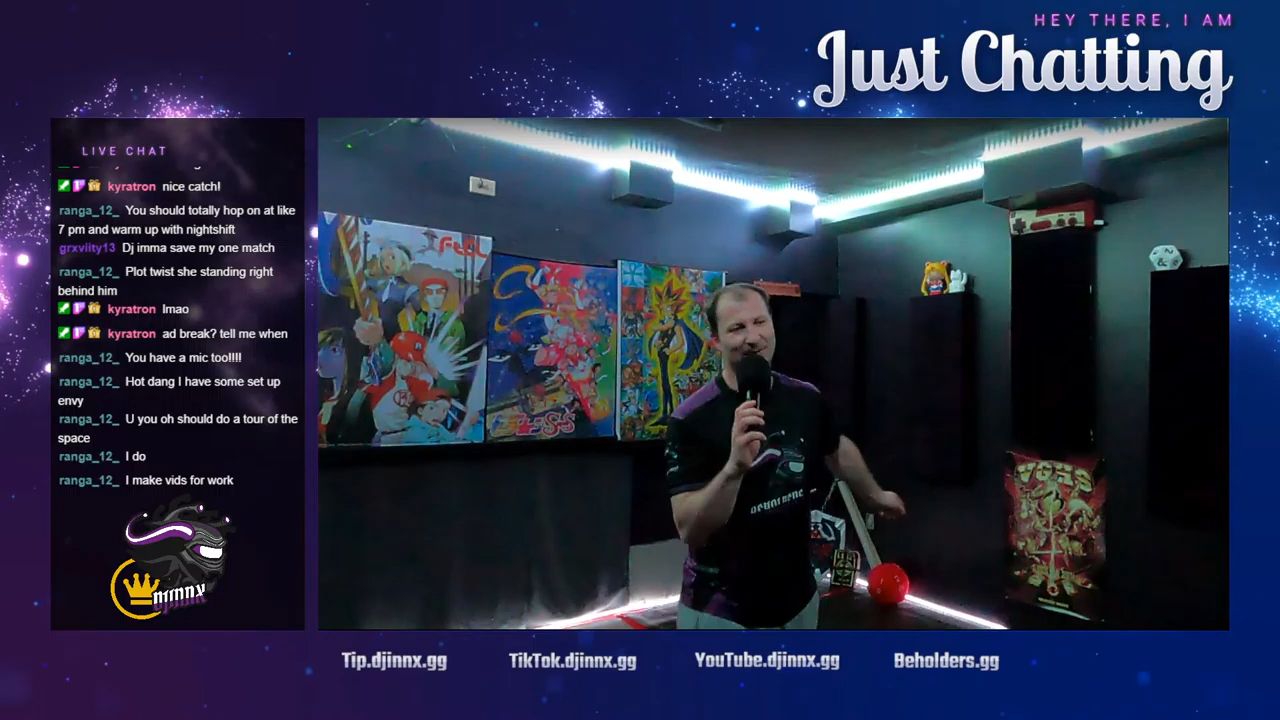 HEY THERE, I AM
Just Chatting
LIVE CHAT
kyratron nice catch!
ranga_12_ You should totally hop on at like
7 pm and warm up with nightshift
grxviity13 Dj imma save my one match
ranga_12_ Plot twist she standing right
behind him
kyratron lmao
kyratron ad break? tell me when
ranga_12_ You have a mic too!!!!
ranga_12_ Hot dang I have some set up
envy
ranga_12_ U you oh should do a tour of the
space
ranga_12_ I do
ranga_12_ I make vids for work
djinnx
FLCL
Tip.djinnx.gg
TikTok.djinnx.gg
YouTube.djinnx.gg
Beholders.gg